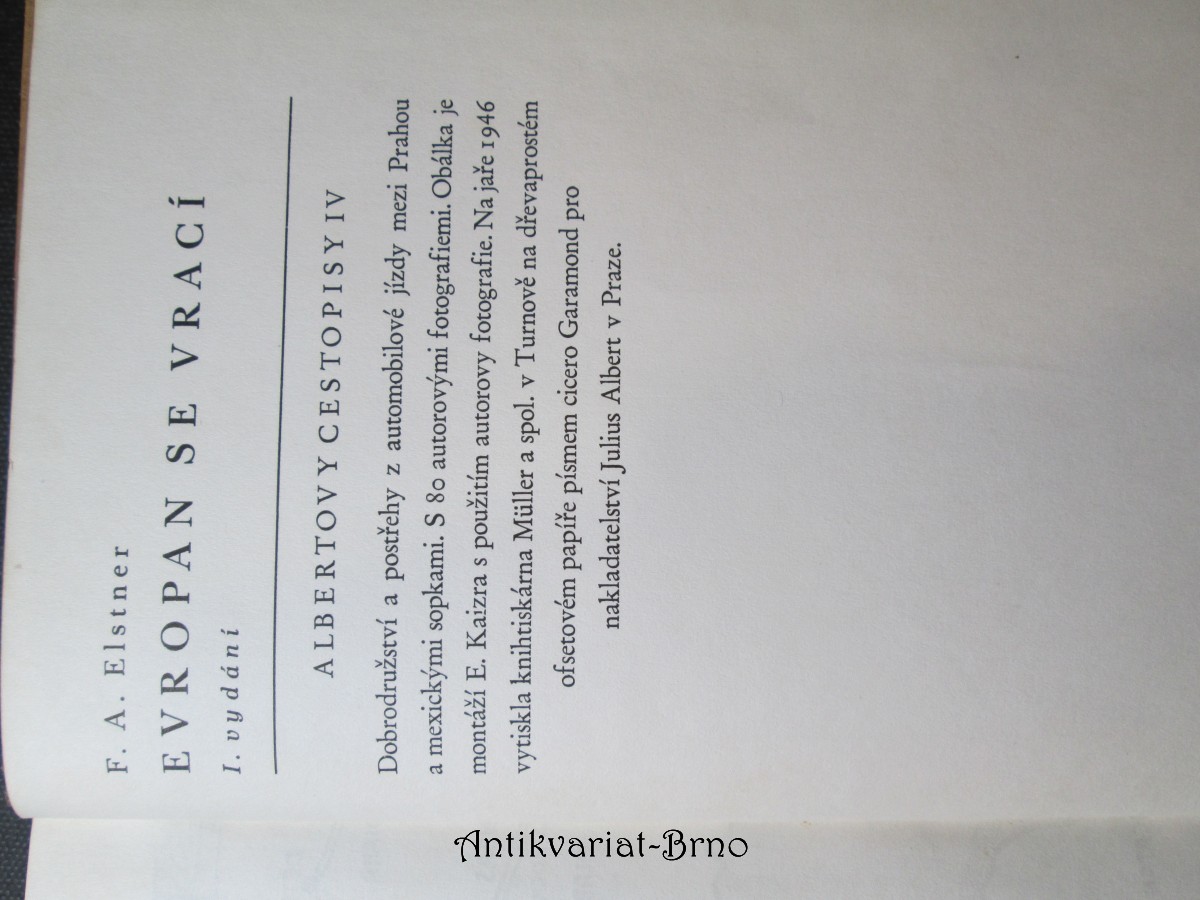 F. A. Elstner
EVROPAN SE VRACÍ
I. vydání
ALBERTOVY CESTOPISY IV
Dobrodružství a postřehy z automobilové jízdy mezi Prahou
a mexickými sopkami. S 80 autorovými fotografiemi. Obálka je
montáží E. Kaizra s použitím autorovy fotografie. Na jaře 1946
vytiskla knihtiskárna Müller a spol. v Turnově na dřevaprostém
ofsetovém papíře písmem cicero Garamond pro
nakladatelství Julius Albert v Praze.
Antikvariat-Brno